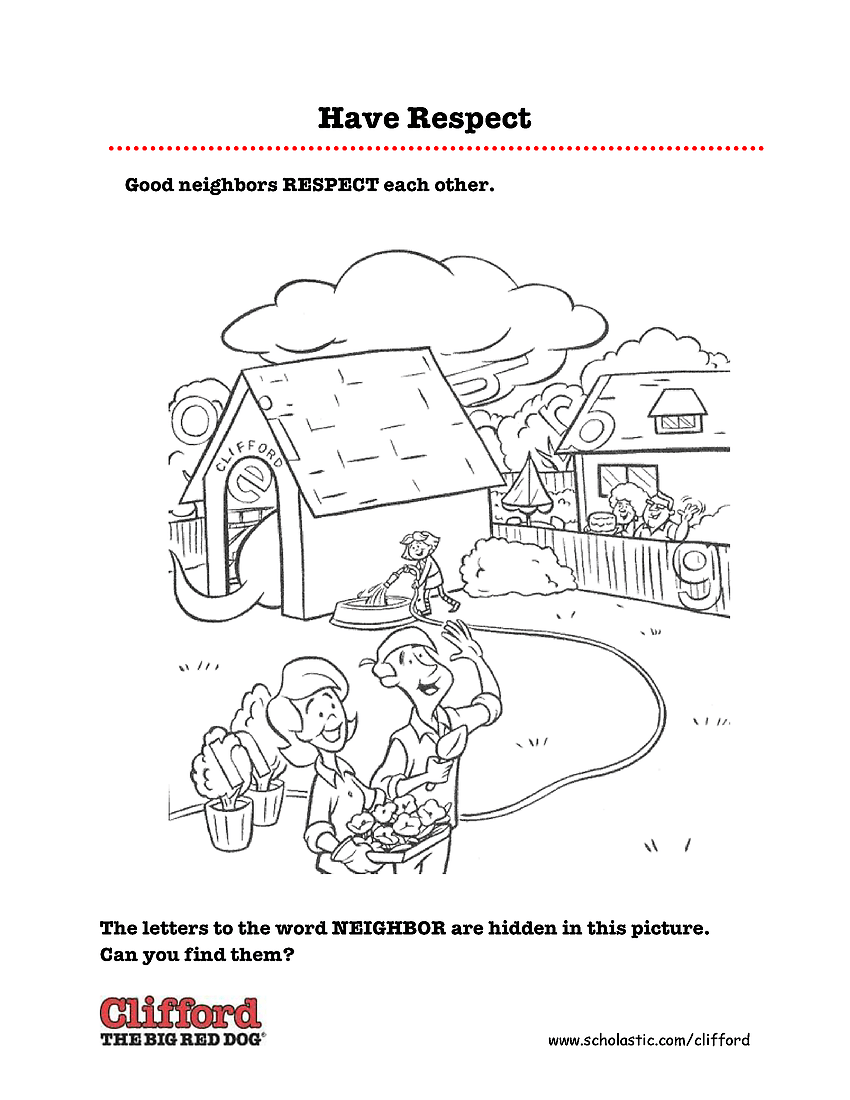 Have Respect
Good neighbors RESPECT each other.
CLIFFORD
o
e
i
h
r
b
g
n
The letters to the word NEIGHBOR are hidden in this picture.
Can you find them?
Clifford
THE BIG RED DOG®
www.scholastic.com/clifford